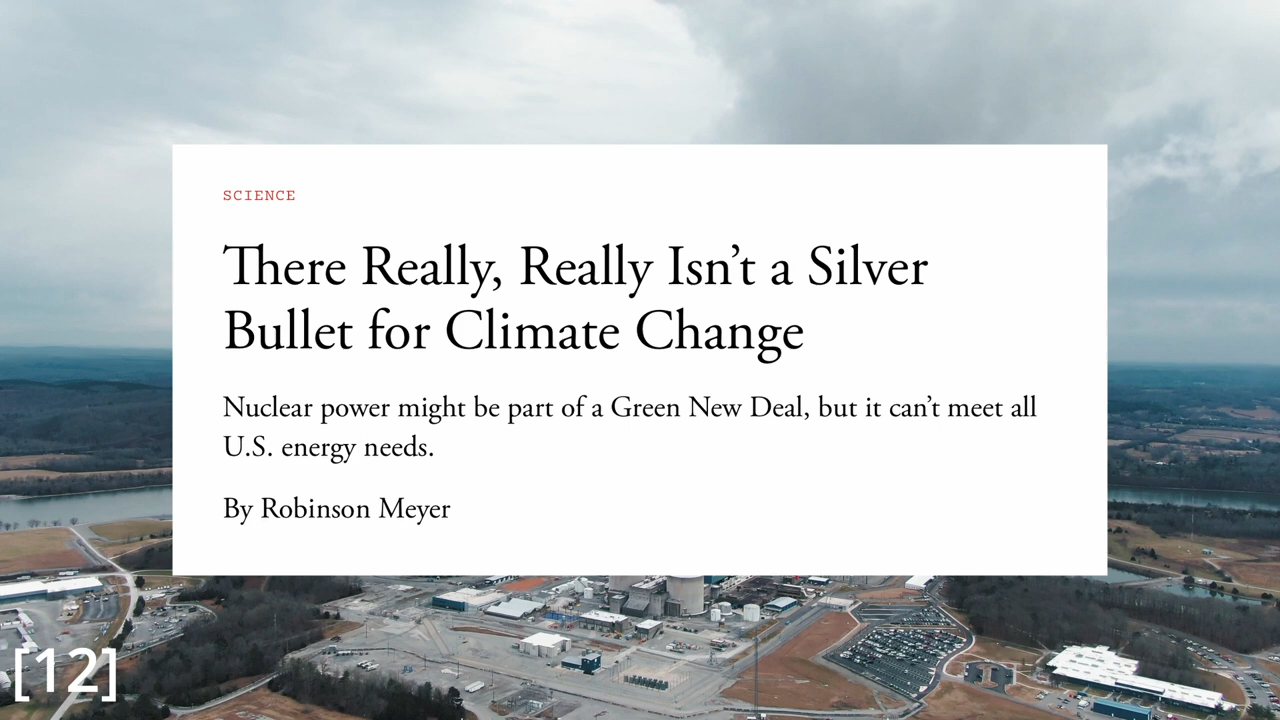 SCIENCE
There Really, Really Isn’t a Silver
Bullet for Climate Change
Nuclear power might be part of a Green New Deal, but it can’t meet all
U.S. energy needs.
By Robinson Meyer
[12]